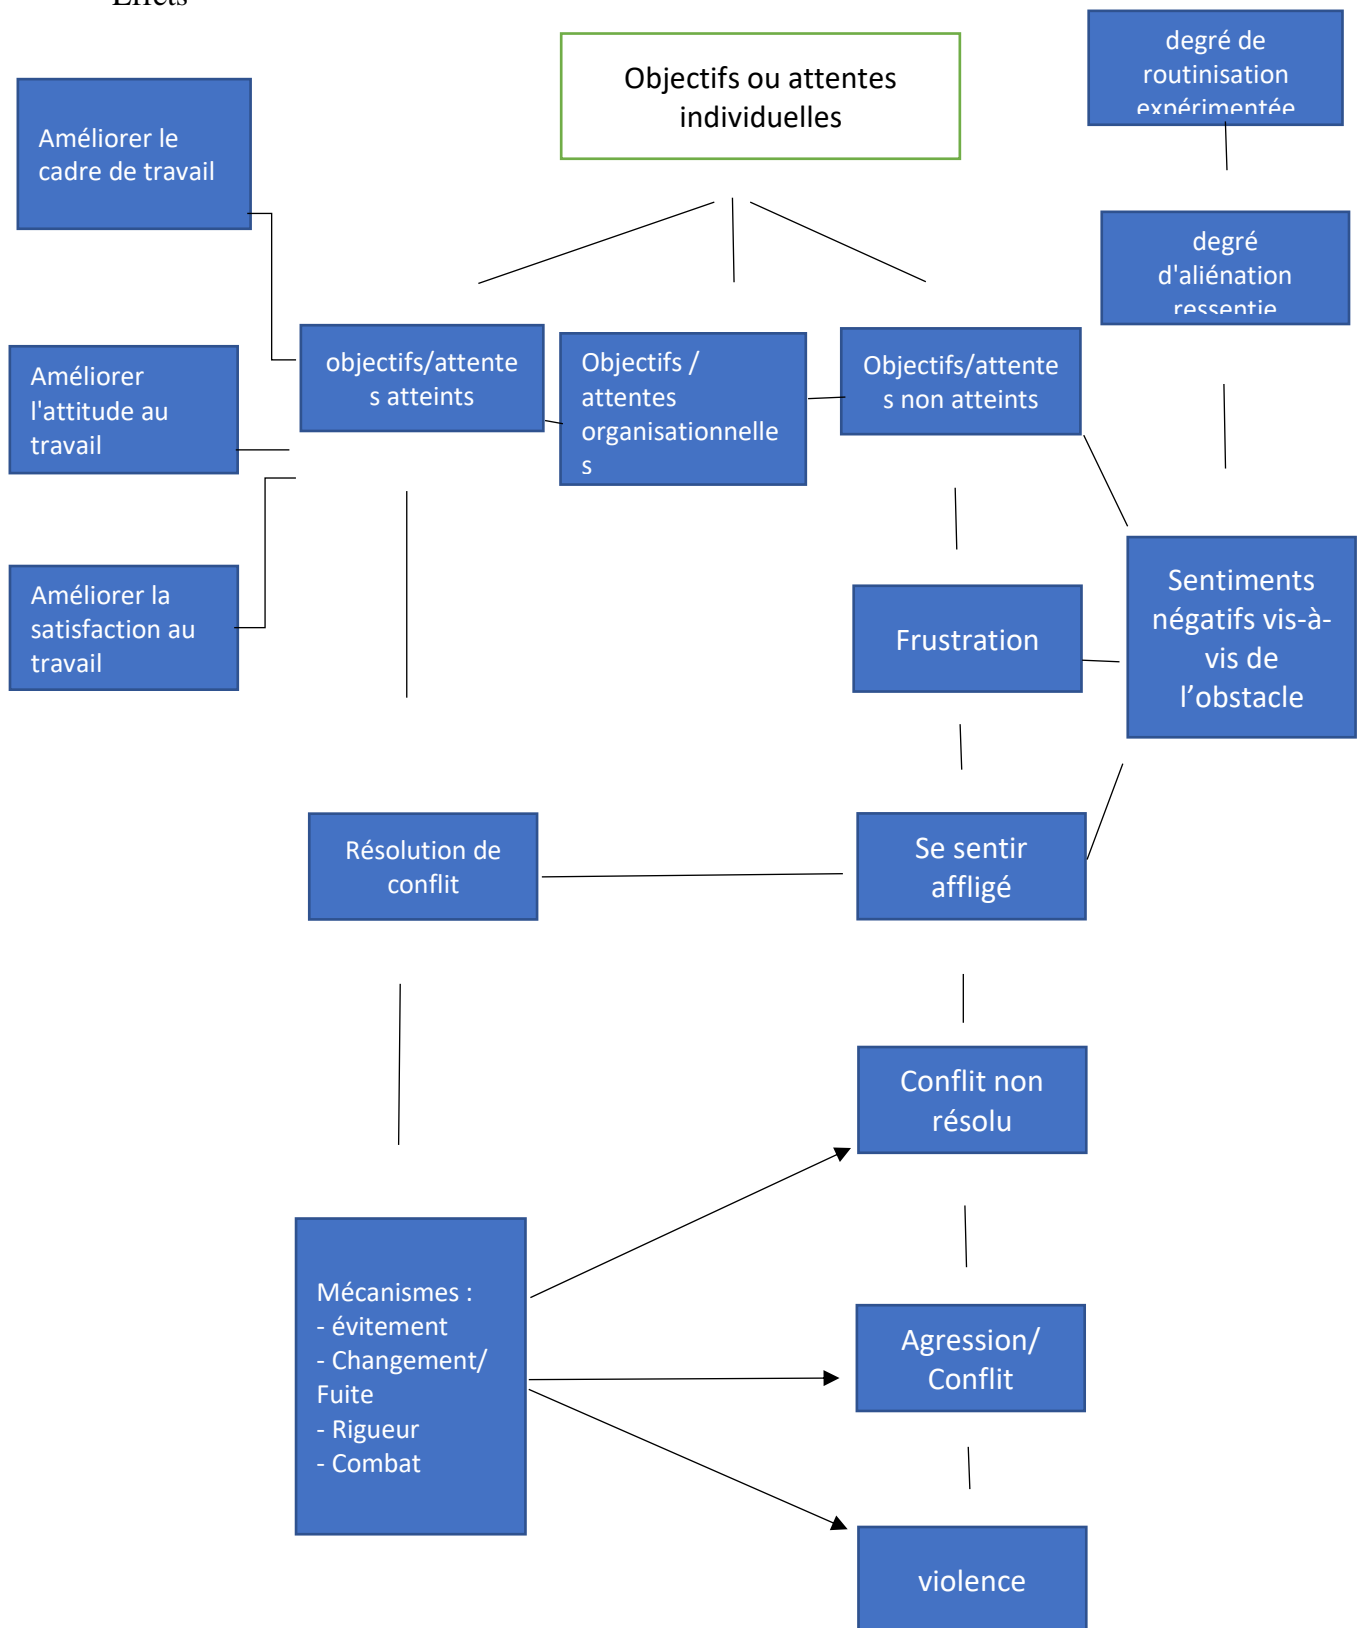 Effets
Objectifs ou attentes
individuelles
degré de
routinisation
expérimentée
Améliorer le
cadre de travail
degré
d'aliénation
ressentie
objectifs/attente
s atteints
Objectifs /
attentes
organisationnelle
s
Objectifs/attente
s non atteints
Améliorer
l'attitude au
travail
Améliorer la
satisfaction au
travail
Frustration
Sentiments
négatifs vis-à-
vis de
l’obstacle
Résolution de
conflit
Se sentir
affligé
Conflit non
résolu
Mécanismes :
- évitement
- Changement/
Fuite
- Rigueur
- Combat
Agression/
Conflit
violence